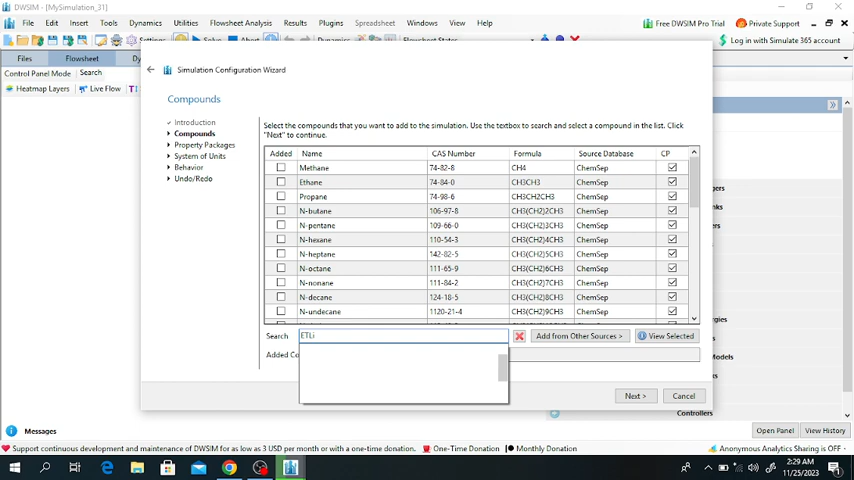 DWSIM - [MySimulation_31]
File Edit Insert Tools Dynamics Utilities Flowsheet Analysis Results Plugins Spreadsheet Windows View Help
Free DWSIM Pro Trial Private Support
Log in with Simulate 365 account
Files Flowsheet
Control Panel Mode Search
Heatmap Layers Live Flow
Simulation Configuration Wizard
Compounds
Introduction
Compounds
Property Packages
System of Units
Behavior
Undo/Redo
Select the compounds that you want to add to the simulation. Use the textbox to search and select a compound in the list. Click
"Next" to continue.
Added Name CAS Number Formula Source Database CP
Methane 74-82-8 CH4 ChemSep
Ethane 74-84-0 CH3CH3 ChemSep
Propane 74-98-6 CH3CH2CH3 ChemSep
N-butane 106-97-8 CH3(CH2)2CH3 ChemSep
N-pentane 109-66-0 CH3(CH2)3CH3 ChemSep
N-hexane 110-54-3 CH3(CH2)4CH3 ChemSep
N-heptane 142-82-5 CH3(CH2)5CH3 ChemSep
N-octane 111-65-9 CH3(CH2)6CH3 ChemSep
N-nonane 111-84-2 CH3(CH2)7CH3 ChemSep
N-decane 124-18-5 CH3(CH2)8CH3 ChemSep
N-undecane 1120-21-4 CH3(CH2)9CH3 ChemSep
Search ETLi Add from Other Sources > View Selected
Added Co
Next > Cancel
Controllers
Messages
Open Panel View History
Support continuous development and maintenance of DWSIM for as low as 3 USD per month or with a one-time donation. One-Time Donation Monthly Donation Anonymous Analytics Sharing is OFF
2:29 AM
11/25/2023